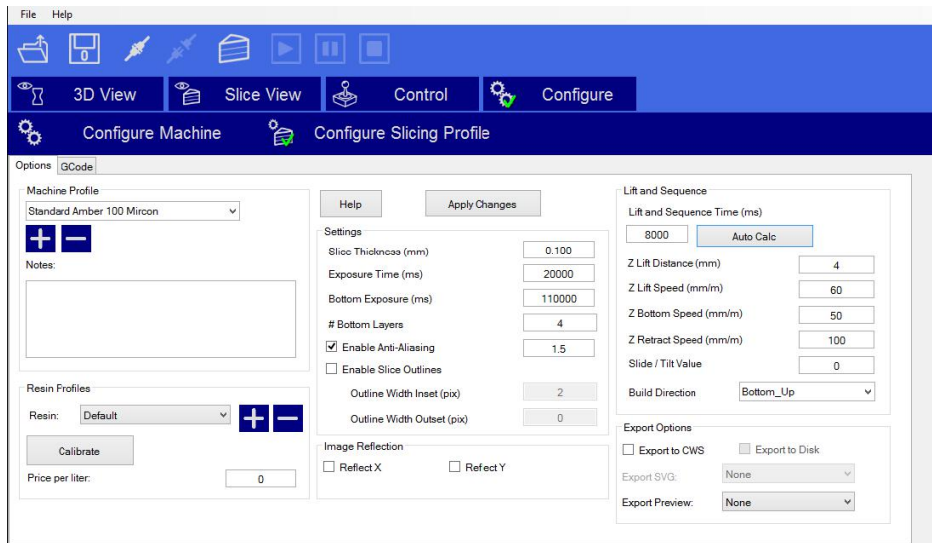 File Help
0
3D View Slice View Control Configure
Configure Machine Configure Slicing Profile
Options GCode
Machine Profile
Standard Amber 100 Mircon
Notes:
Resin Profiles
Resin: Default
Calibrate
Price per liter: 0
Help Apply Changes
Settings
Slice Thickness (mm) 0.100
Exposure Time (ms) 20000
Bottom Exposure (ms) 110000
# Bottom Layers 4
Enable Anti-Aliasing 1.5
Enable Slice Outlines
Outline Width Inset (pix) 2
Outline Width Outset (pix) 0
Image Reflection
Reflect X Reflect Y
Lift and Sequence
Lift and Sequence Time (ms)
8000 Auto Calc
Z Lift Distance (mm) 4
Z Lift Speed (mm/m) 60
Z Bottom Speed (mm/m) 50
Z Retract Speed (mm/m) 100
Slide / Tilt Value 0
Build Direction Bottom_Up
Export Options
Export to CWS Export to Disk
Export SVG: None
Export Preview: None